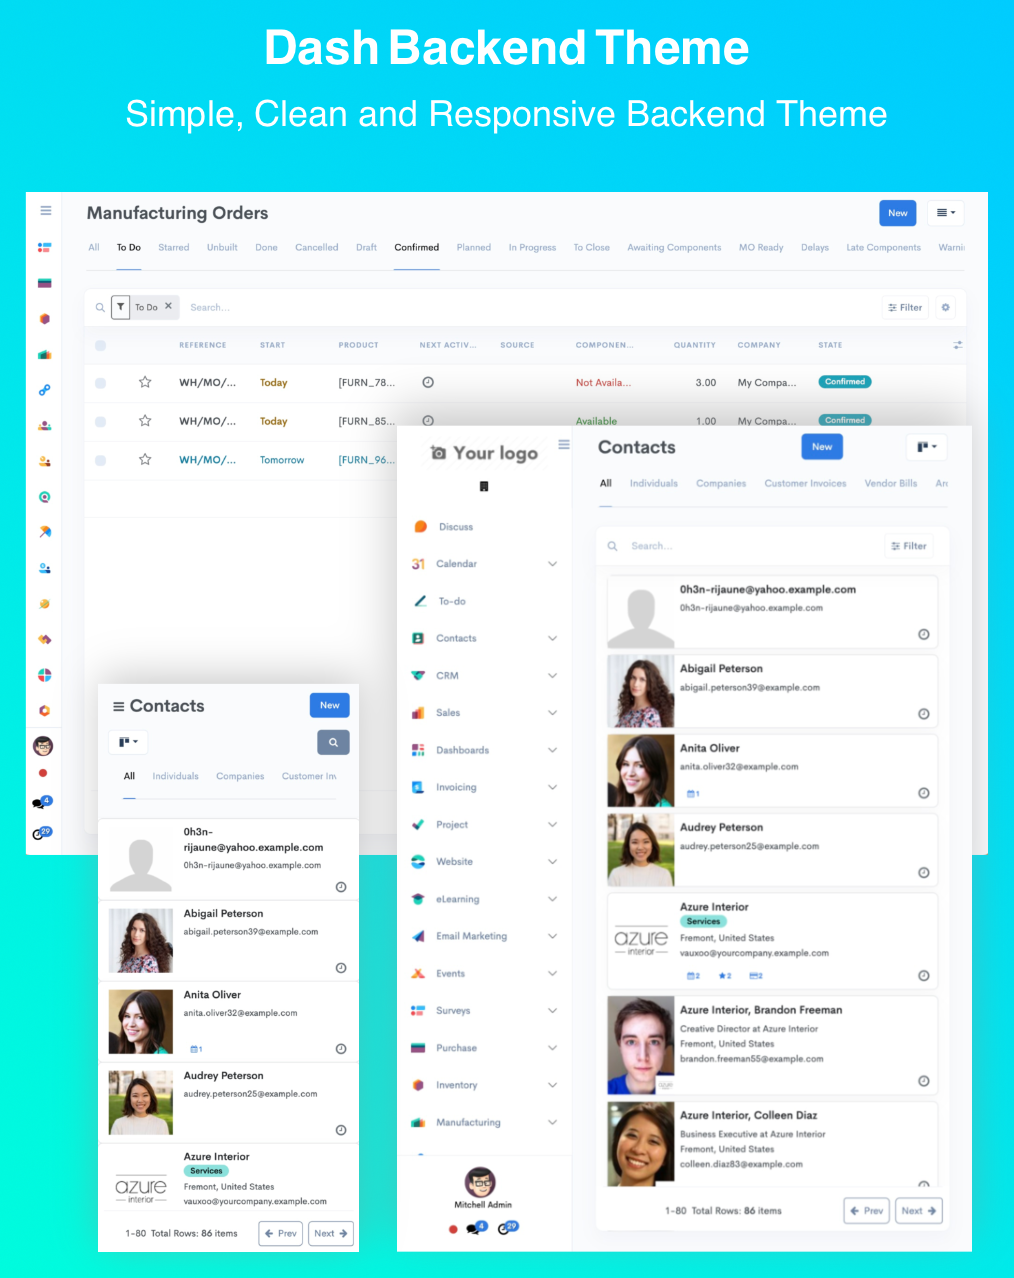 Dash Backend Theme
Simple, Clean and Responsive Backend Theme
Manufacturing Orders
New
All To Do Starred Unbuilt Done Cancelled Draft Confirmed Planned In Progress To Close Awaiting Components MO Ready Delays Late Components Warni
To Do × Search... Filter
REFERENCE START PRODUCT NEXT ACTIV... SOURCE COMPONEN... QUANTITY COMPANY STATE
WH/MO/... Today [FURN_78... Not Availa... 3.00 My Compa... Confirmed
WH/MO/... Today [FURN_85... Available 1.00 My Compa... Confirmed
WH/MO/... Tomorrow [FURN_96...
4
29
Your logo
Discuss
31 Calendar
To-do
Contacts
CRM
Sales
Dashboards
Invoicing
Project
Website
eLearning
Email Marketing
Events
Surveys
Purchase
Inventory
Manufacturing
Mitchell Admin
4 29
Contacts
New
All Individuals Companies Customer Invoices Vendor Bills Arc
Search... Filter
0h3n-rijaune@yahoo.example.com
0h3n-rijaune@yahoo.example.com
Abigail Peterson
abigail.peterson39@example.com
Anita Oliver
anita.oliver32@example.com
1
Audrey Peterson
audrey.peterson25@example.com
azure
interior
Azure Interior
Services
Fremont, United States
vauxoo@yourcompany.example.com
2 2 2
Azure Interior, Brandon Freeman
Creative Director at Azure Interior
Fremont, United States
brandon.freeman55@example.com
azure
Azure Interior, Colleen Diaz
Business Executive at Azure Interior
Fremont, United States
colleen.diaz83@example.com
1-80 Total Rows: 86 items Prev Next
Contacts
New
All Individuals Companies Customer Inv
0h3n-
rijaune@yahoo.example.com
0h3n-rijaune@yahoo.example.com
Abigail Peterson
abigail.peterson39@example.com
Anita Oliver
anita.oliver32@example.com
1
Audrey Peterson
audrey.peterson25@example.com
azure
interior
Azure Interior
Services
Fremont, United States
vauxoo@yourcompany.example.com
1-80 Total Rows: 86 items Prev Next